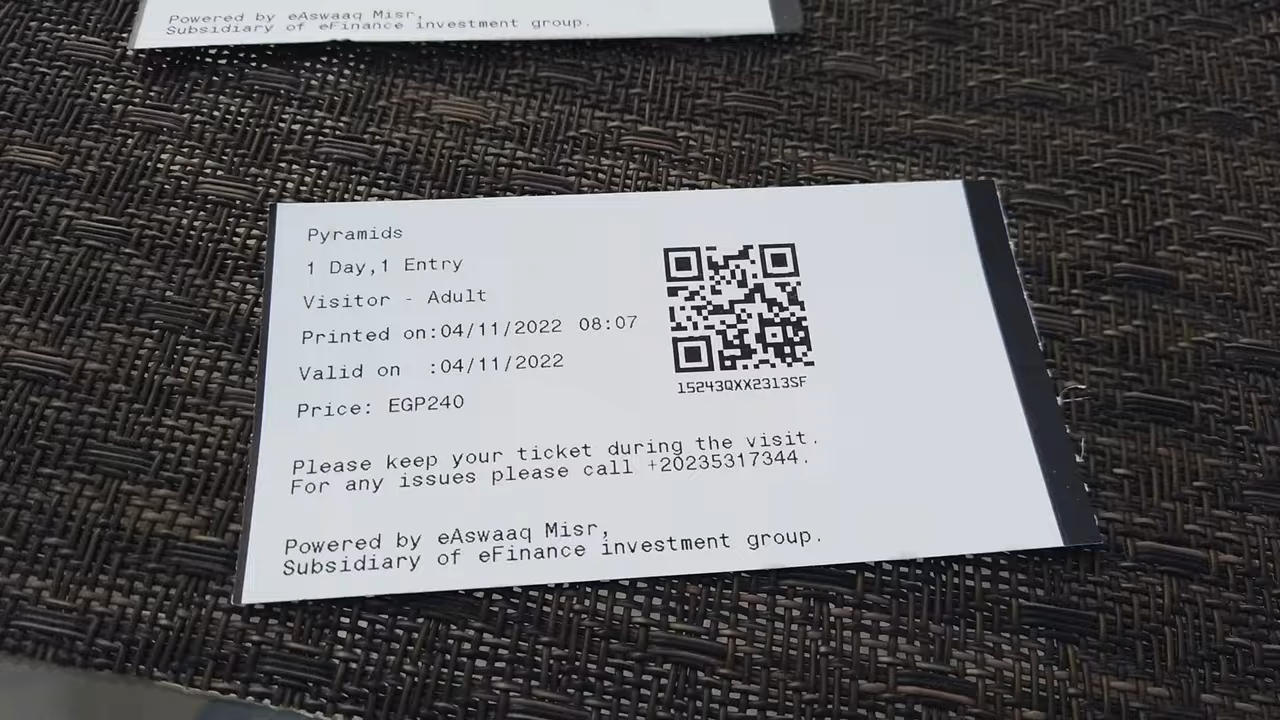 Powered by eAswaaq Misr,
Subsidiary of eFinance investment group.
Pyramids
1 Day,1 Entry
Visitor - Adult
Printed on:04/11/2022 08:07
Valid on  :04/11/2022
Price: EGP240
15243QXX2313SF
Please keep your ticket during the visit.
For any issues please call +20235317344.
Powered by eAswaaq Misr,
Subsidiary of eFinance investment group.